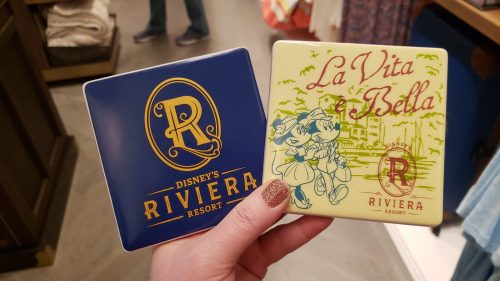 R
DISNEY'S
RIVIERA
RESORT
La Vita
è Bella
DISNEY'S
R
RIVIERA
RESORT